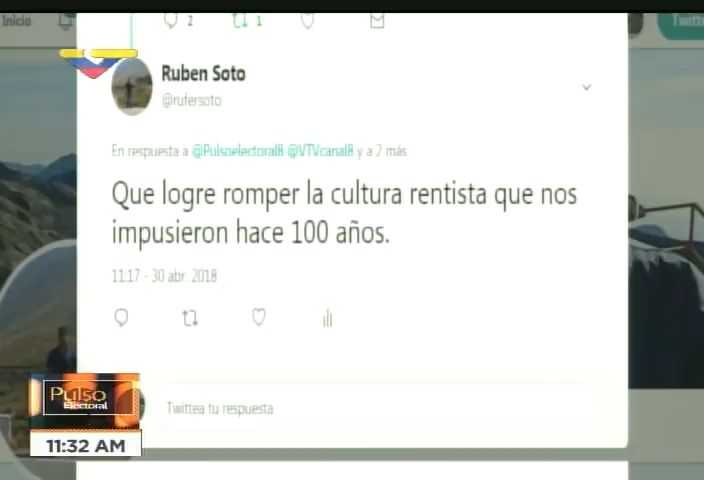 Inicio
2
1
Ruben Soto
@rufersoto
En respuesta a @Pulsoelectoral8 @VTVcanal8 y a 2 más
Que logre romper la cultura rentista que nos
impusieron hace 100 años.
11:17 - 30 abr. 2018
Pulso
Electoral
Twittea tu respuesta
11:32 AM